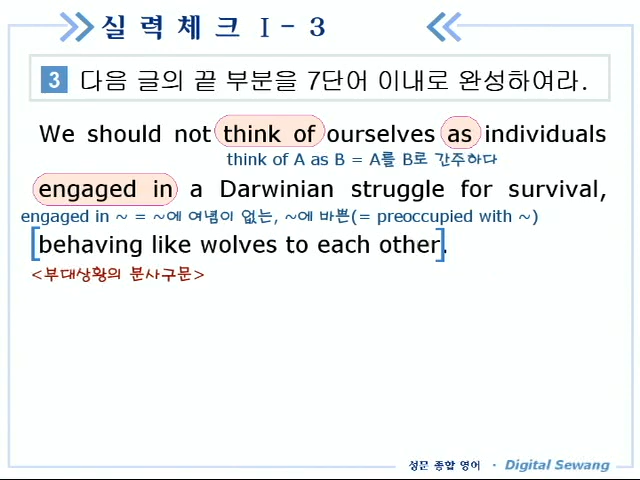 실 력 체 크 Ⅰ - 3
3 다음 글의 끝 부분을 7단어 이내로 완성하여라.
We should not think of ourselves as individuals
think of A as B = A를 B로 간주하다
engaged in a Darwinian struggle for survival,
engaged in ~ = ~에 여념이 없는, ~에 바쁜(= preoccupied with ~)
[behaving like wolves to each other].
<부대상황의 분사구문>
성문 종합 영어 · Digital Sewang